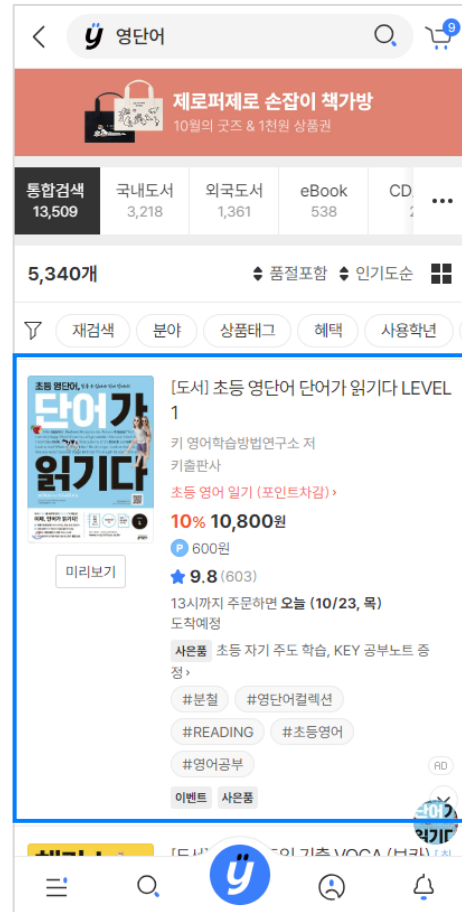 영단어
9
제로퍼제로 손잡이 책가방
10월의 굿즈 & 1천원 상품권
통합검색
13,509
국내도서
3,218
외국도서
1,361
eBook
538
CD
5,340개
품절포함
인기도순
재검색
분야
상품태그
혜택
사용학년
단어가
읽기다
[도서] 초등 영단어 단어가 읽기다 LEVEL
1
키 영어학습방법연구소 저
키출판사
초등 영어 일기 (포인트차감) ›
10% 10,800원
P 600원
미리보기
9.8 (603)
13시까지 주문하면 오늘 (10/23, 목)
도착예정
사은품 초등 자기 주도 학습, KEY 공부노트 증
정 ›
#분철
#영단어컬렉션
#READING
#초등영어
#영어공부
AD
이벤트
사은품